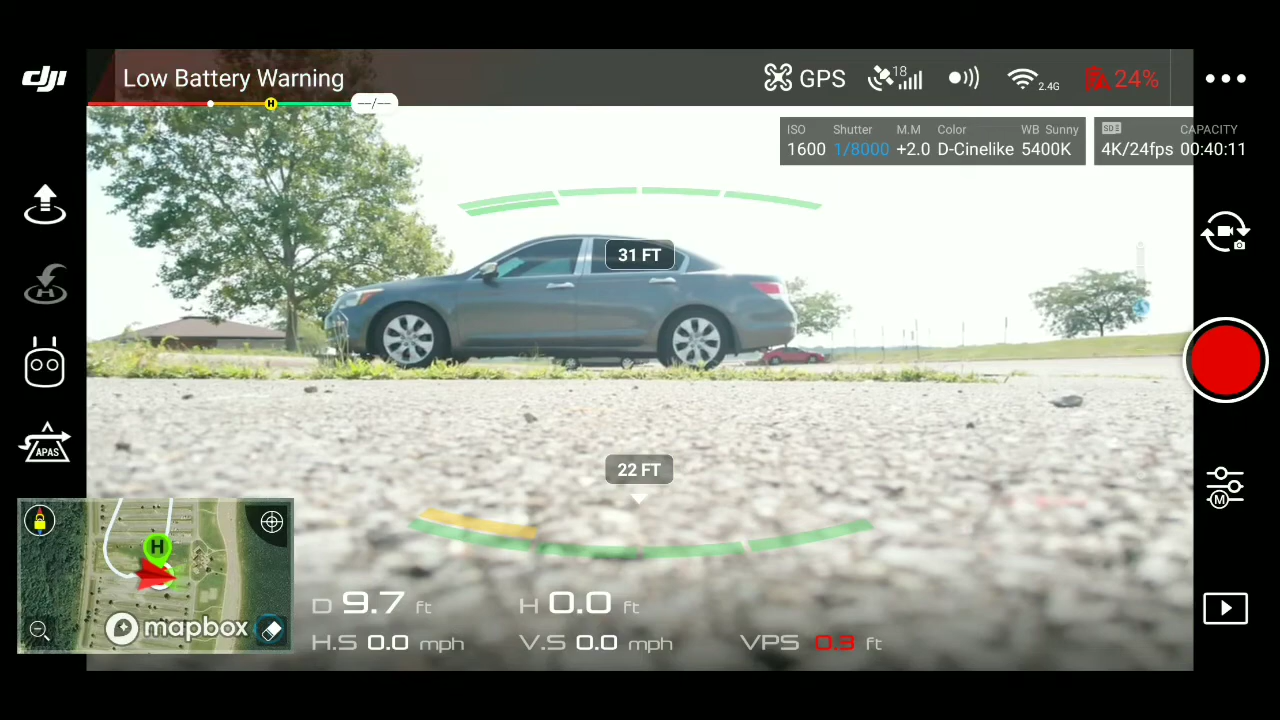 dji
Low Battery Warning
GPS
18
2.4G
24%
H
--/--
ISO Shutter M.M Color WB Sunny
1600 1/8000 +2.0 D-Cinelike 5400K
CAPACITY
4K/24fps 00:40:11
31 FT
H
APAS
22 FT
M
H
mapbox
D 9.7 ft
H 0.0 ft
H.S 0.0 mph
V.S 0.0 mph
VPS 0.3 ft